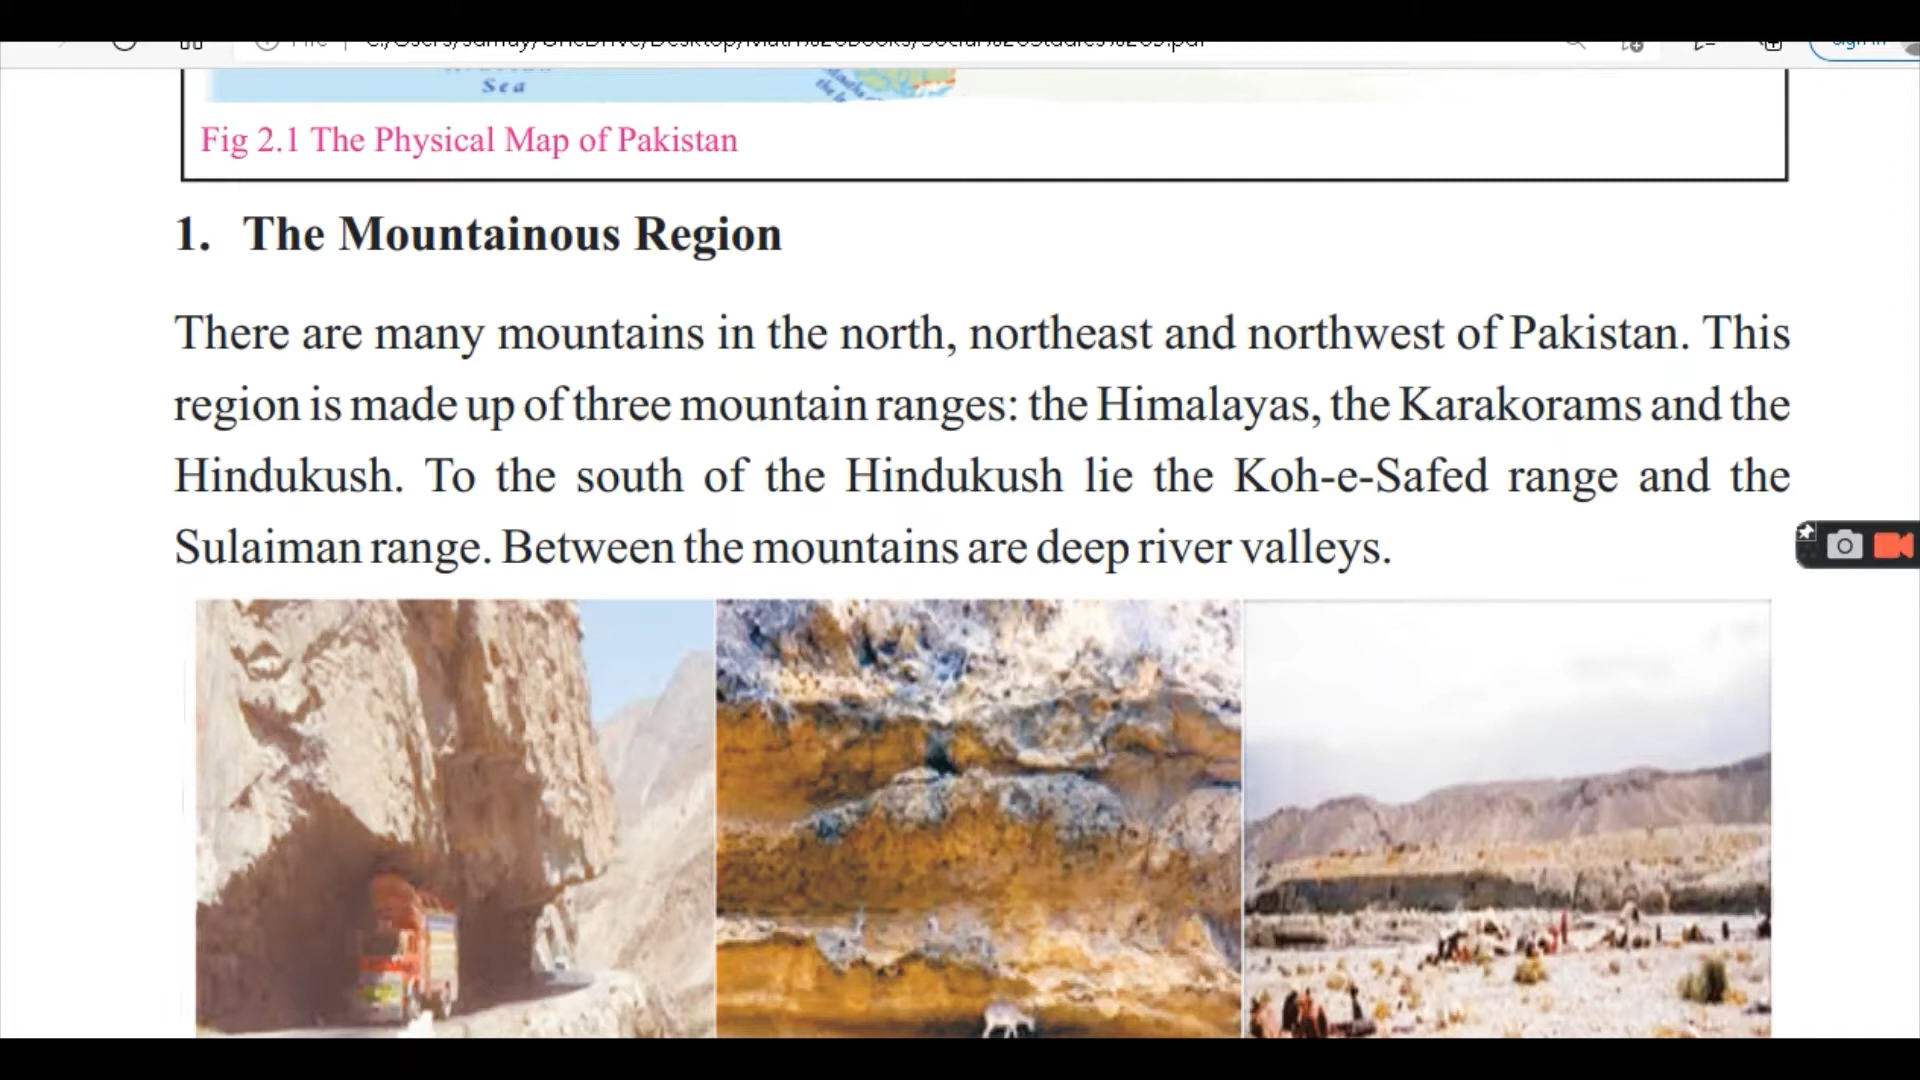 Sea
Fig 2.1 The Physical Map of Pakistan
1. The Mountainous Region
There are many mountains in the north, northeast and northwest of Pakistan. This
region is made up of three mountain ranges: the Himalayas, the Karakorams and the
Hindukush. To the south of the Hindukush lie the Koh-e-Safed range and the
Sulaiman range. Between the mountains are deep river valleys.